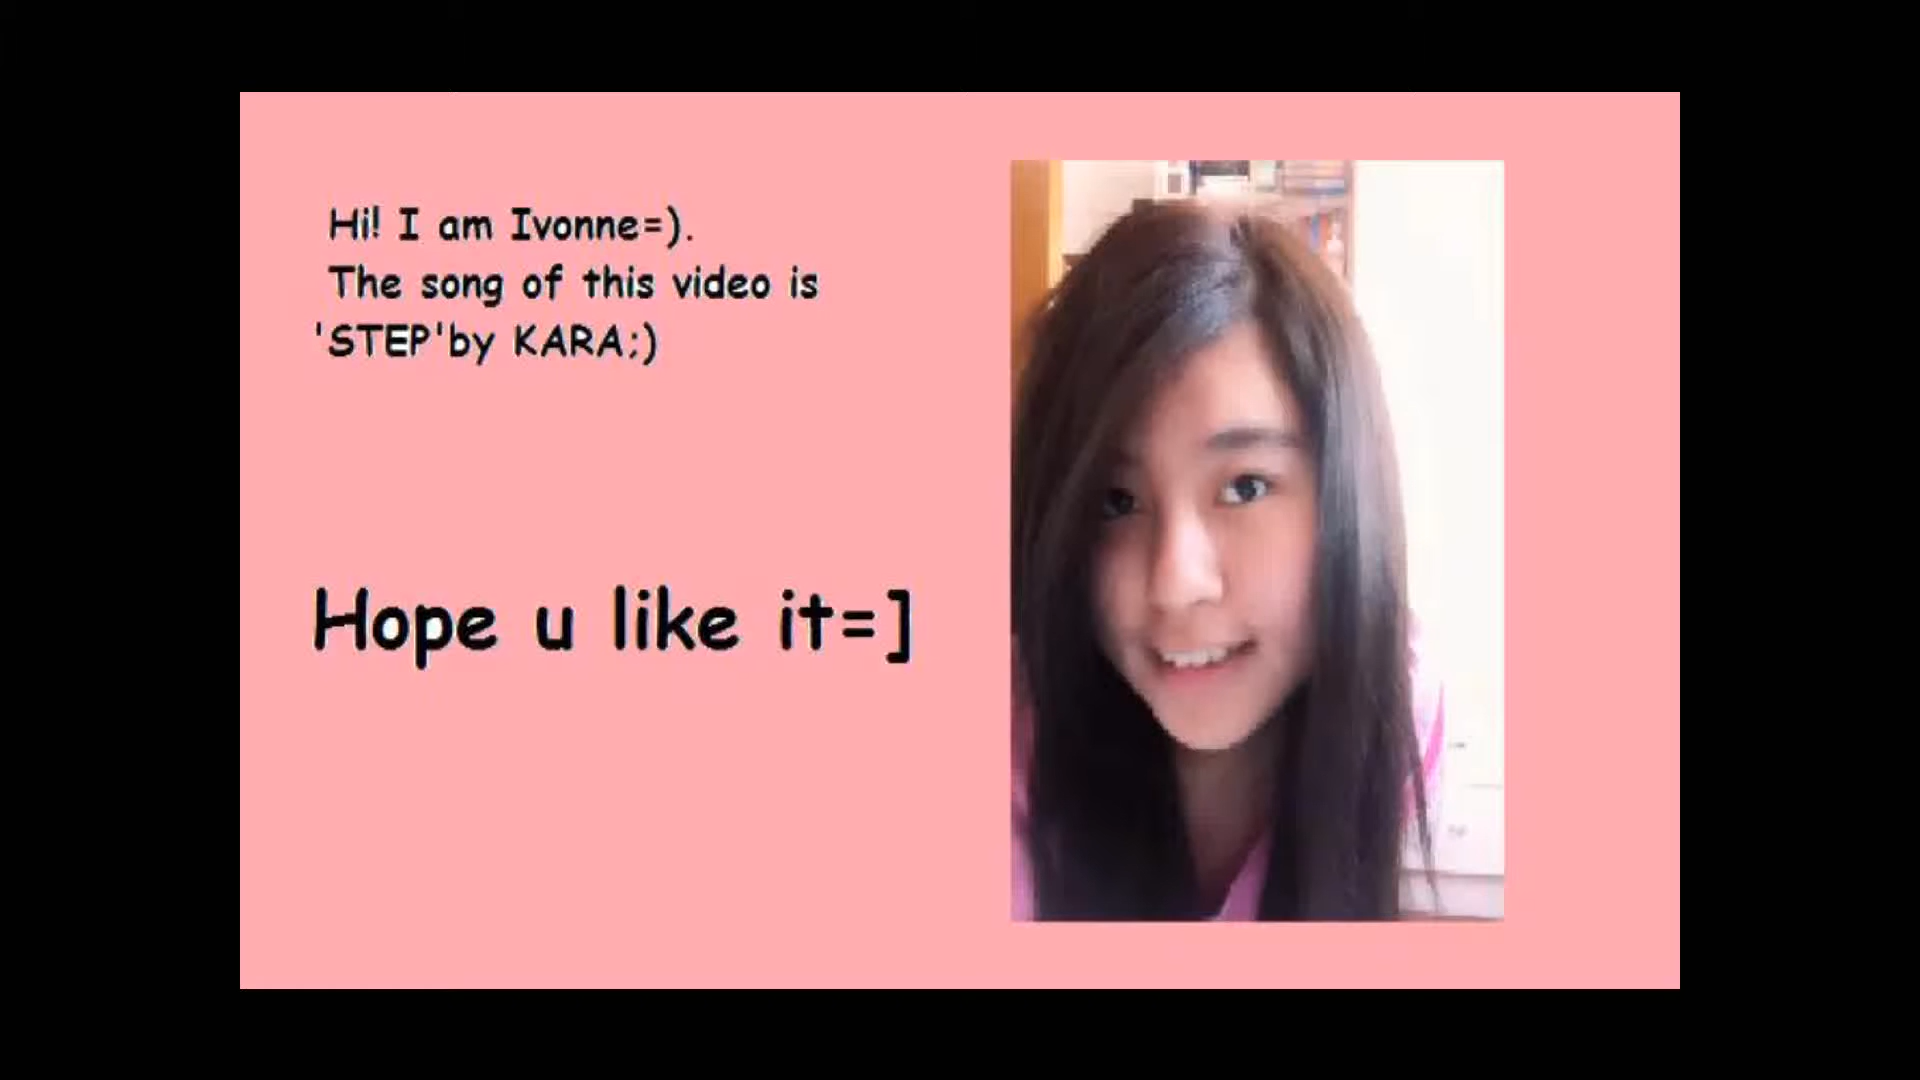 Hi! I am Ivonne=).
The song of this video is
'STEP'by KARA;)
Hope u like it=]